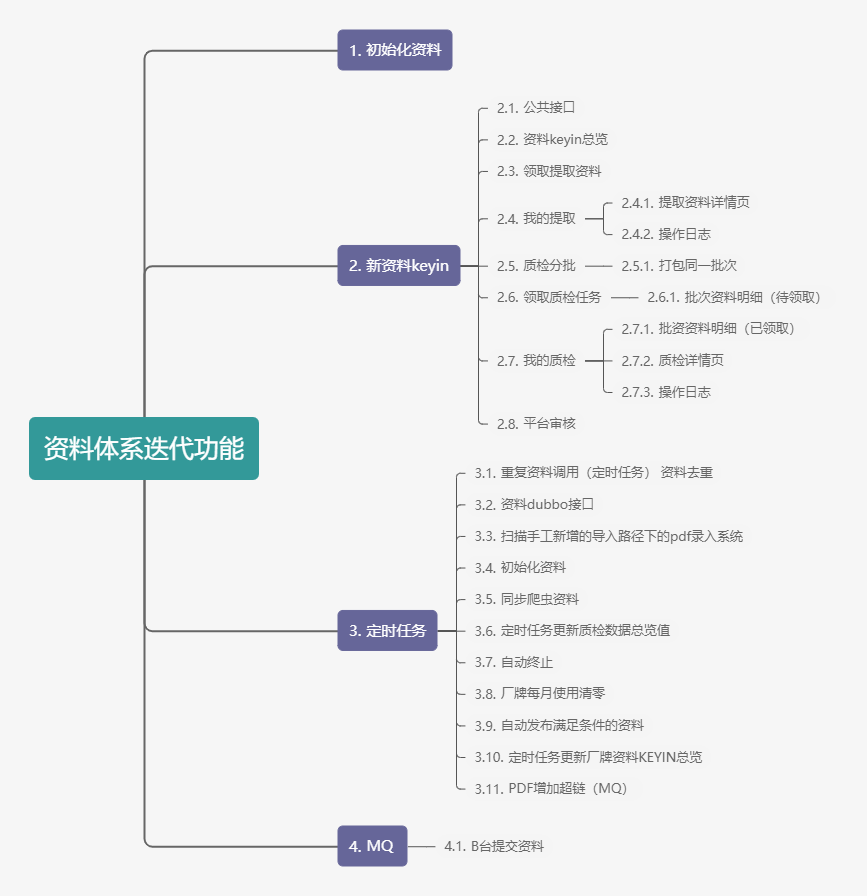 资料体系迭代功能
1. 初始化资料
2. 新资料keyin
2.1. 公共接口
2.2. 资料keyin总览
2.3. 领取提取资料
2.4. 我的提取
2.4.1. 提取资料详情页
2.4.2. 操作日志
2.5. 质检分批
2.5.1. 打包同一批次
2.6. 领取质检任务
2.6.1. 批次资料明细（待领取）
2.7. 我的质检
2.7.1. 批资资料明细（已领取）
2.7.2. 质检详情页
2.7.3. 操作日志
2.8. 平台审核
3. 定时任务
3.1. 重复资料调用（定时任务） 资料去重
3.2. 资料dubbo接口
3.3. 扫描手工新增的导入路径下的pdf录入系统
3.4. 初始化资料
3.5. 同步爬虫资料
3.6. 定时任务更新质检数据总览值
3.7. 自动终止
3.8. 厂牌每月使用清零
3.9. 自动发布满足条件的资料
3.10. 定时任务更新厂牌资料KEYIN总览
3.11. PDF增加超链（MQ）
4. MQ
4.1. B台提交资料